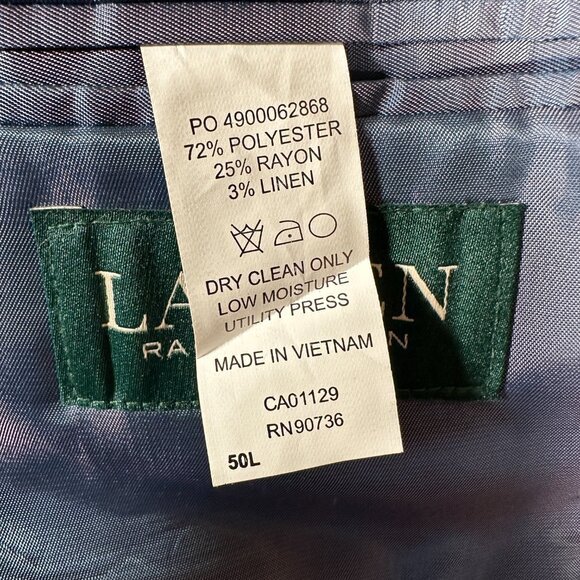 PO 4900062868
72% POLYESTER
25% RAYON
3% LINEN
DRY CLEAN ONLY
LOW MOISTURE
UTILITY PRESS
MADE IN VIETNAM
CA01129
RN90736
50L